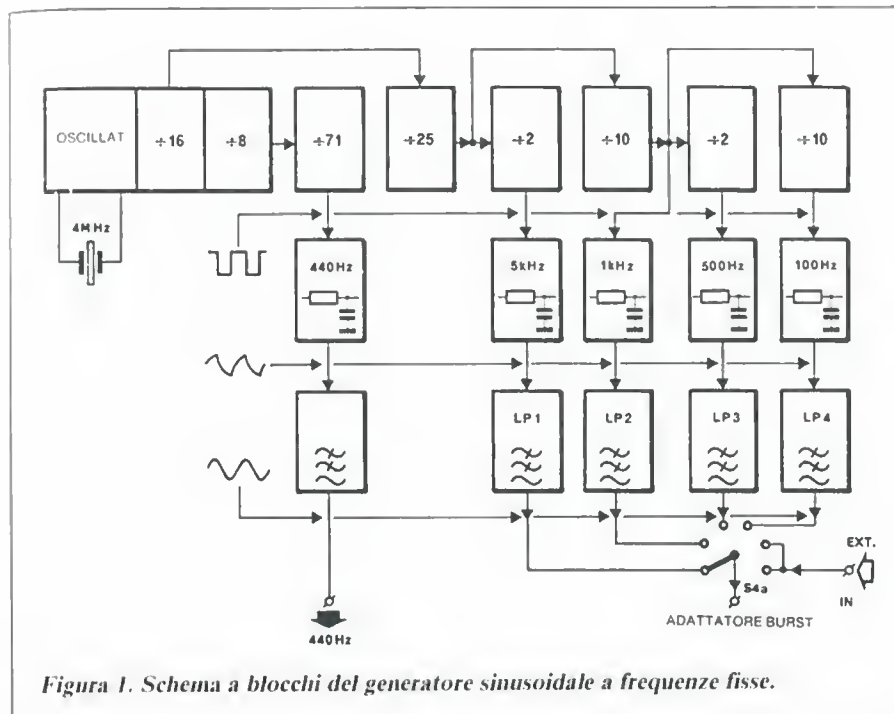 OSCILLAT ÷16 ÷8 ÷71 ÷25 ÷2 ÷10 ÷2 ÷10
4MHz
440Hz 5kHz 1kHz 500Hz 100Hz
LP1 LP2 LP3 LP4
EXT.
S4a
IN
ADATTATORE BURST
440Hz
Figura 1. Schema a blocchi del generatore sinusoidale a frequenze fisse.